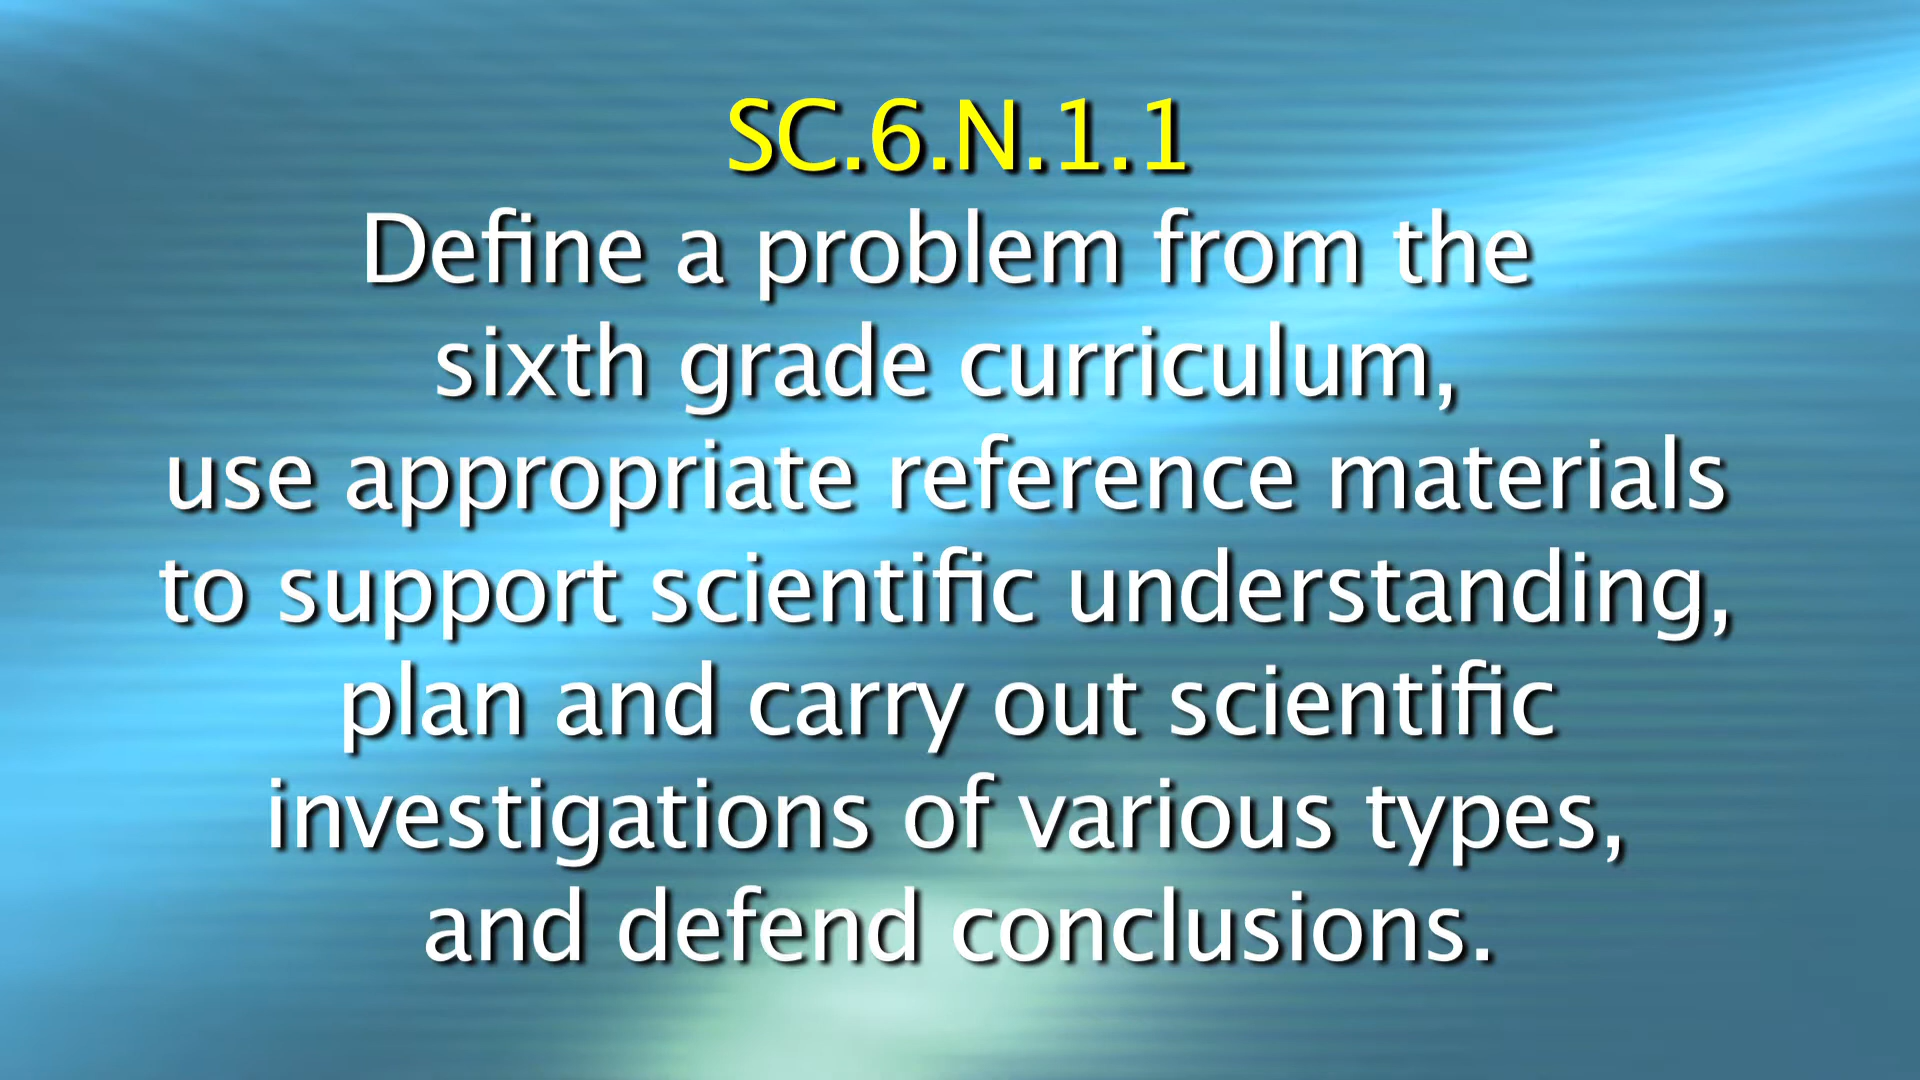 SC.6.N.1.1
Define a problem from the
sixth grade curriculum,
use appropriate reference materials
to support scientific understanding,
plan and carry out scientific
investigations of various types,
and defend conclusions.